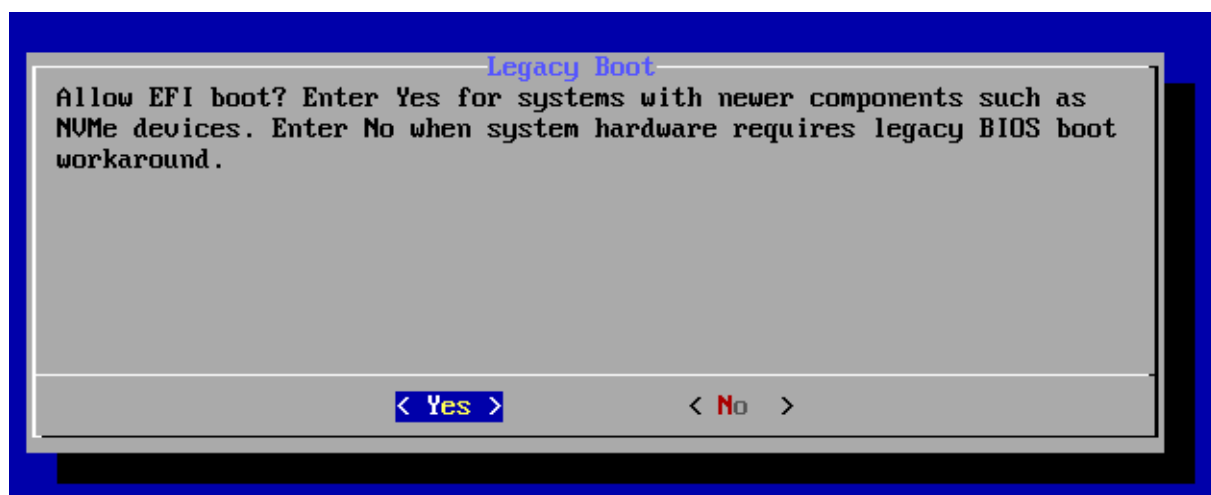 Legacy Boot
Allow EFI boot? Enter Yes for systems with newer components such as
NVMe devices. Enter No when system hardware requires legacy BIOS boot
workaround.
< Yes > < No >